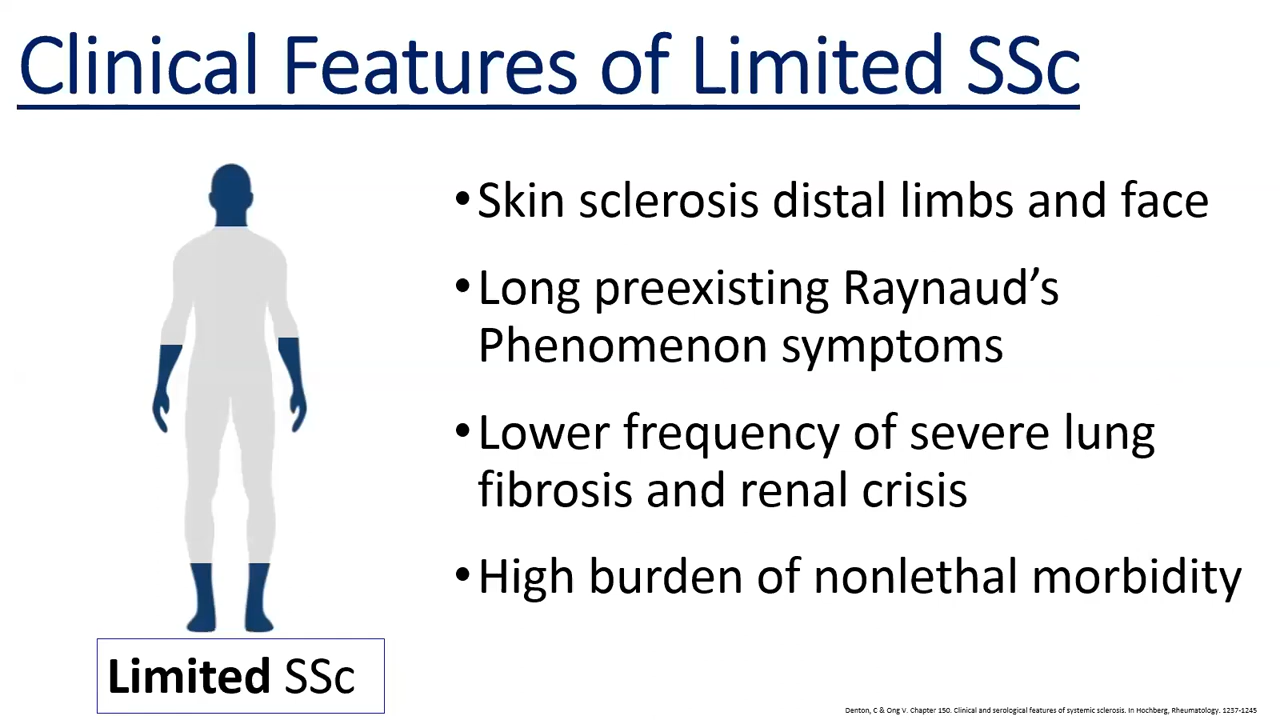 Clinical Features of Limited SSc
•Skin sclerosis distal limbs and face
•Long preexisting Raynaud’s
Phenomenon symptoms
•Lower frequency of severe lung
fibrosis and renal crisis
•High burden of nonlethal morbidity
Limited SSc
Denton, C & Ong V. Chapter 150. Clinical and serological features of systemic sclerosis. In Hochberg, Rheumatology. 1237-1245